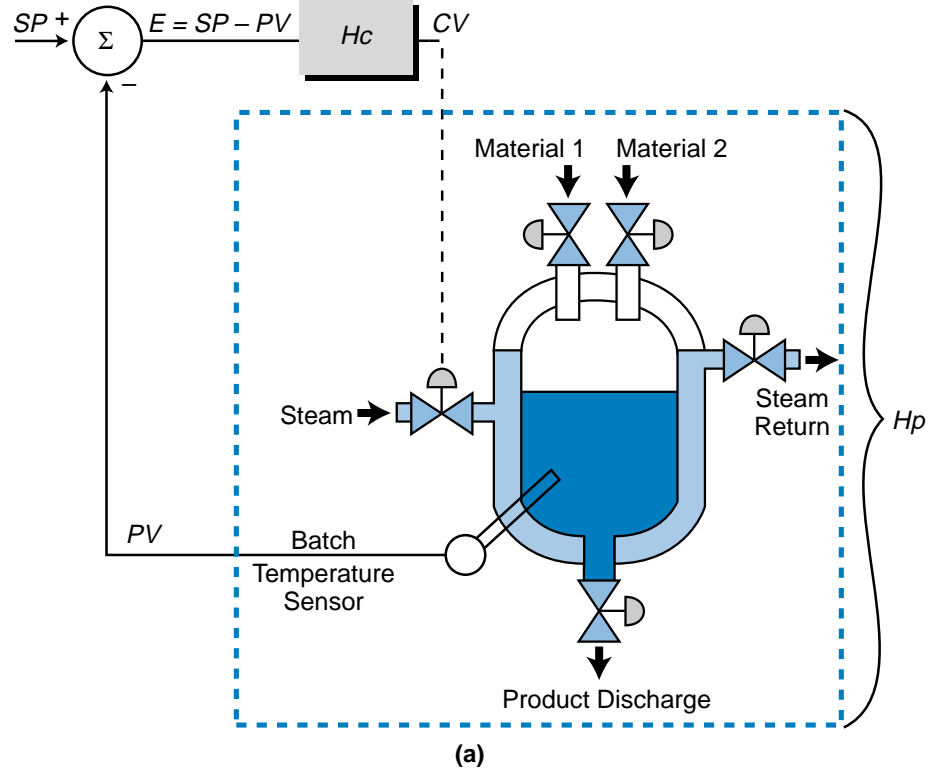 SP +
Σ
–
E = SP – PV
Hc
CV
Material 1
Material 2
Steam
Steam
Return
Hp
PV
Batch
Temperature
Sensor
Product Discharge
(a)